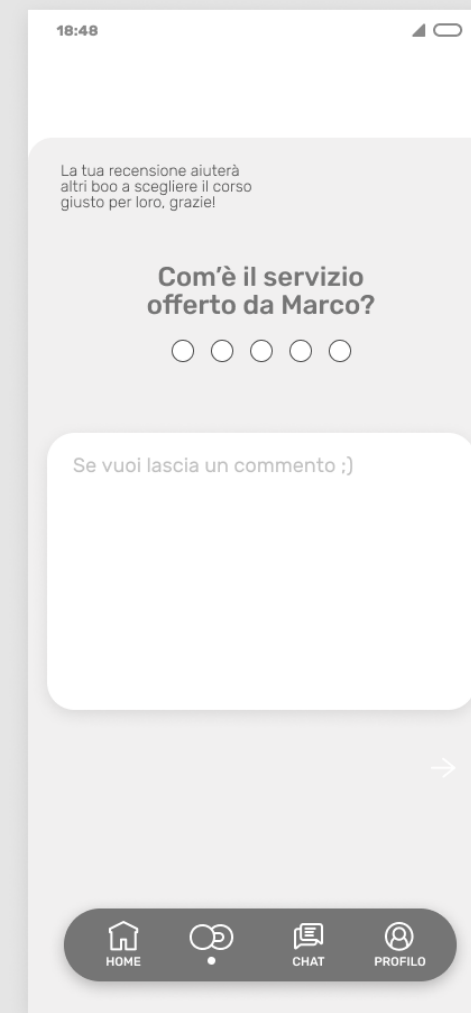 18:48
La tua recensione aiuterà
altri boo a scegliere il corso
giusto per loro, grazie!
Com'è il servizio
offerto da Marco?
Se vuoi lascia un commento ;)
HOME
CHAT
PROFILO